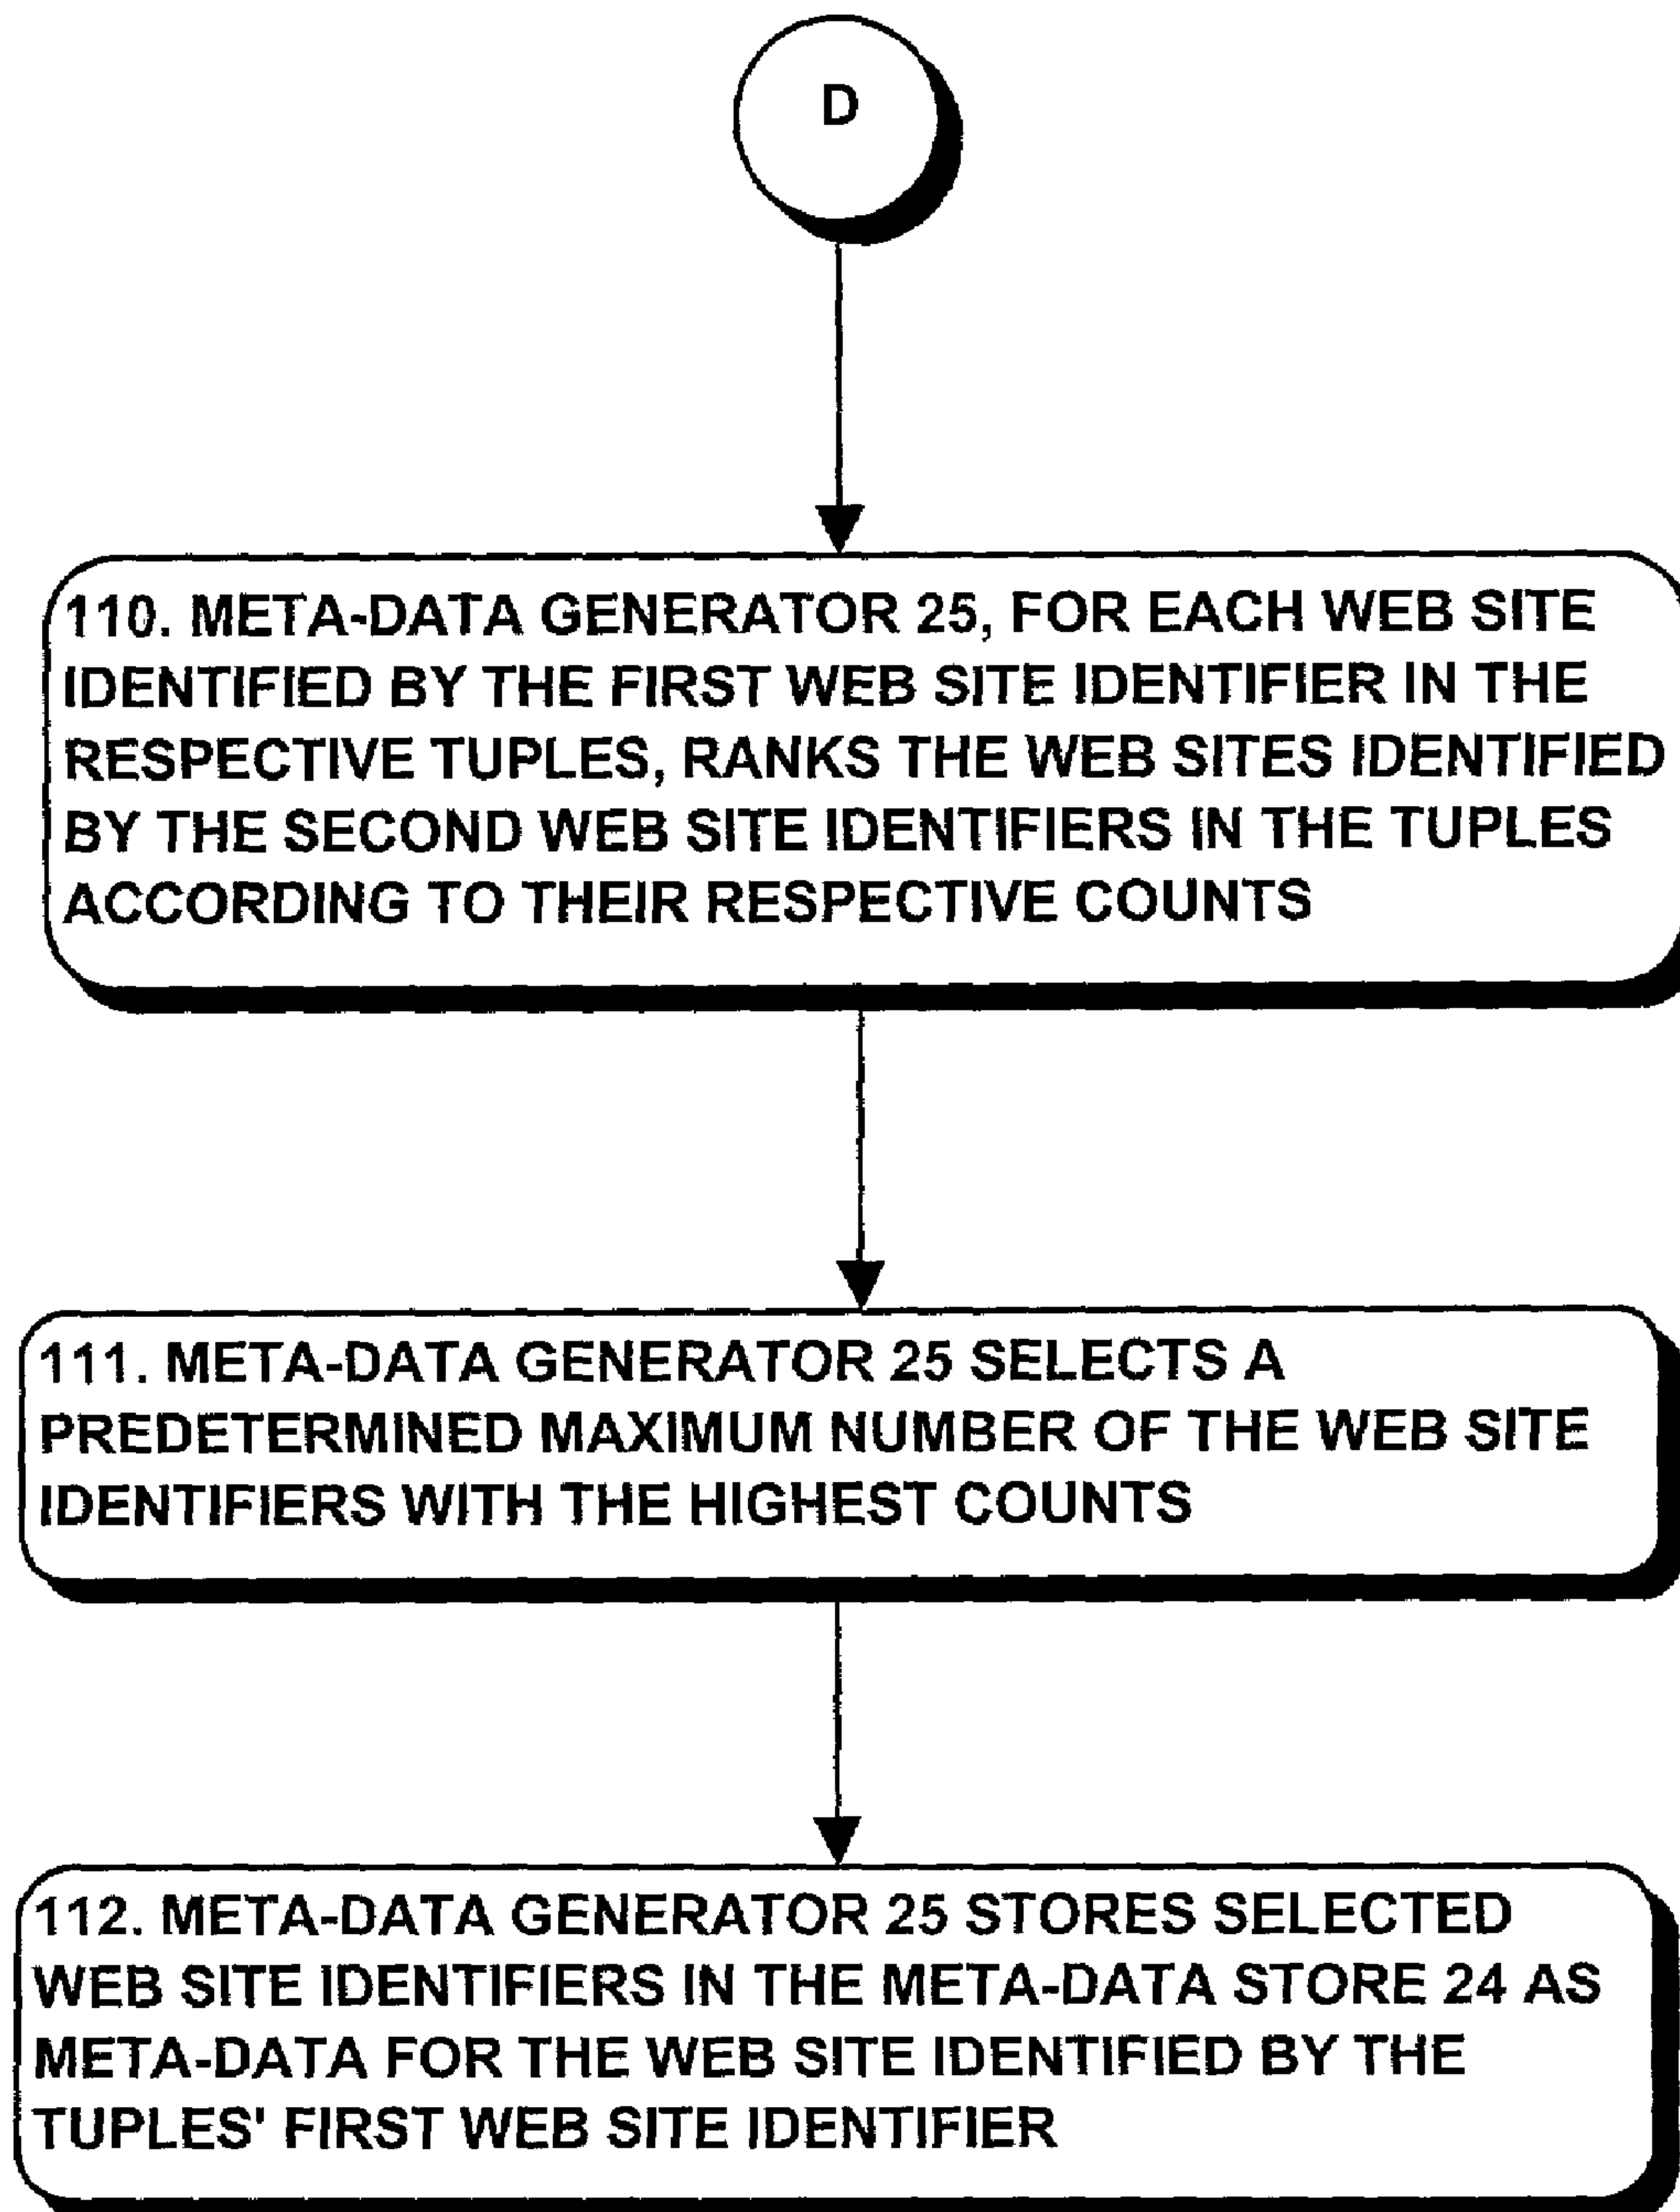 D
110. META-DATA GENERATOR 25, FOR EACH WEB SITE
IDENTIFIED BY THE FIRST WEB SITE IDENTIFIER IN THE
RESPECTIVE TUPLES, RANKS THE WEB SITES IDENTIFIED
BY THE SECOND WEB SITE IDENTIFIERS IN THE TUPLES
ACCORDING TO THEIR RESPECTIVE COUNTS
111. META-DATA GENERATOR 25 SELECTS A
PREDETERMINED MAXIMUM NUMBER OF THE WEB SITE
IDENTIFIERS WITH THE HIGHEST COUNTS
112. META-DATA GENERATOR 25 STORES SELECTED
WEB SITE IDENTIFIERS IN THE META-DATA STORE 24 AS
META-DATA FOR THE WEB SITE IDENTIFIED BY THE
TUPLES' FIRST WEB SITE IDENTIFIER